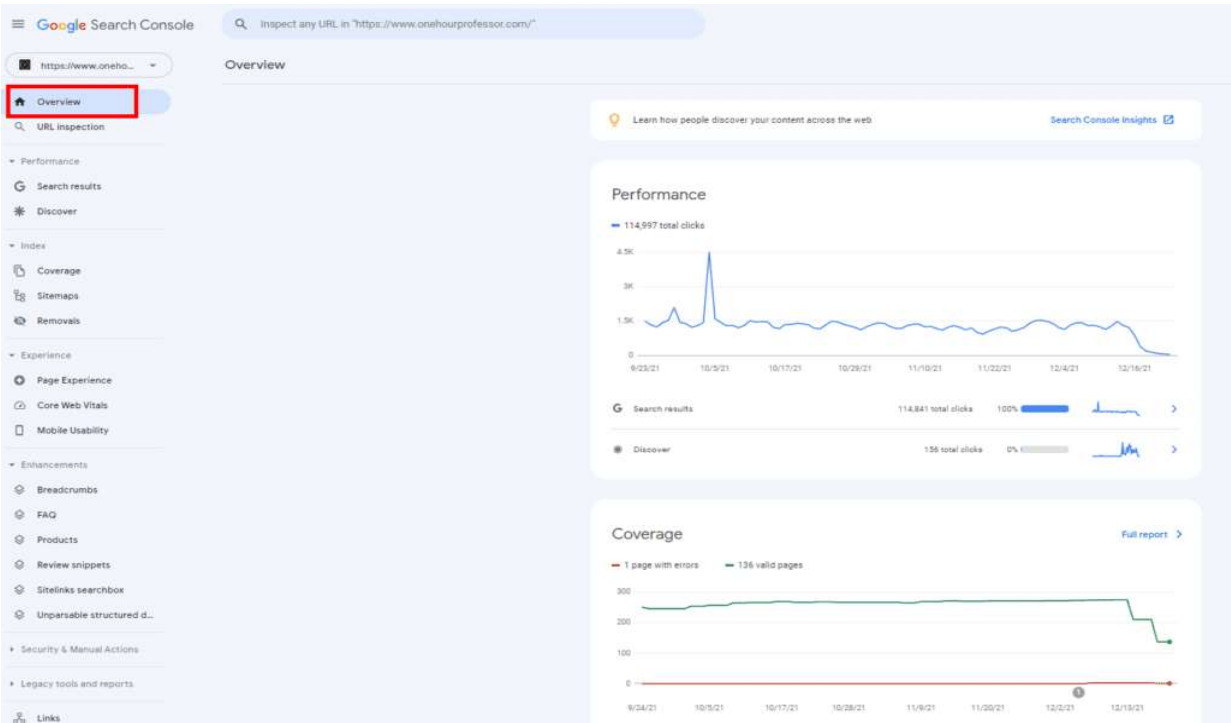 Google Search Console
Inspect any URL in "https://www.onehourprofessor.com/"
https://www.oneho...
Overview
Overview
URL inspection
Performance
Search results
Discover
Index
Coverage
Sitemaps
Removals
Experience
Page Experience
Core Web Vitals
Mobile Usability
Enhancements
Breadcrumbs
FAQ
Products
Review snippets
Sitelinks searchbox
Unparsable structured d...
Security & Manual Actions
Legacy tools and reports
Links
Learn how people discover your content across the web
Search Console Insights
Performance
114,997 total clicks
4.5K
3K
1.5K
0
9/23/21 10/5/21 10/17/21 10/29/21 11/10/21 11/22/21 12/4/21 12/16/21
G Search results 114,841 total clicks 100%
Discover 156 total clicks 0%
Coverage
Full report
1 page with errors 136 valid pages
300
200
100
0
1
9/24/21 10/5/21 10/17/21 10/28/21 11/9/21 11/20/21 12/2/21 12/13/21